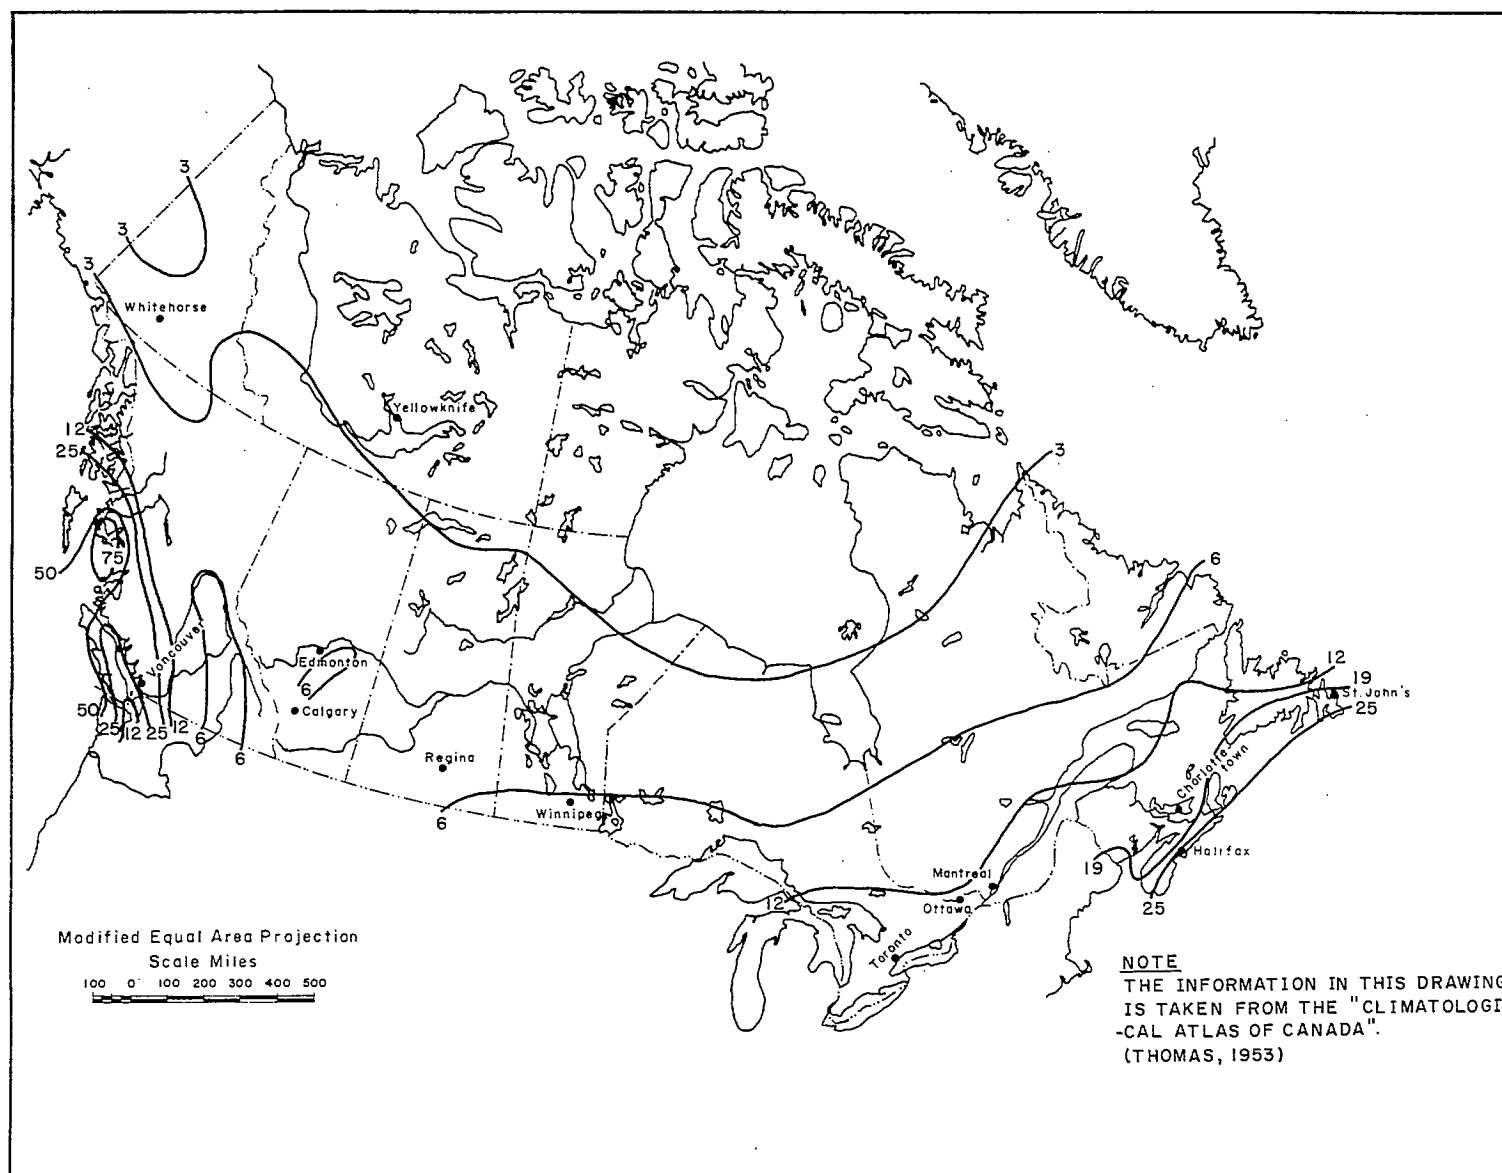 3
3
3
Whitehorse
Yellowknife
12
25
3
75
50
6
Vancouver
Edmonton
6
12
19
St. John's
50
Calgary
25
25
12
25
12
6
6
Regina
Charlotte-
town
Winnipeg
6
Halifax
19
Montreal
12
Ottawa
25
Toronto
Modified Equal Area Projection
Scale Miles
100 0 100 200 300 400 500
NOTE
THE INFORMATION IN THIS DRAWING
IS TAKEN FROM THE "CLIMATOLOGI
-CAL ATLAS OF CANADA".
(THOMAS, 1953)